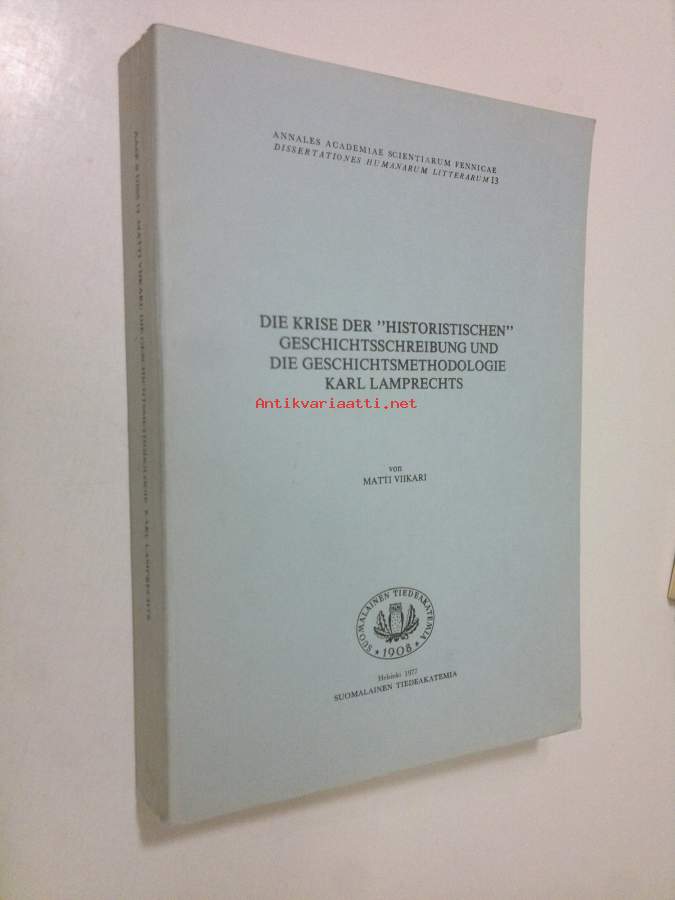 ANNALES ACADEMIAE SCIENTIARUM FENNICAE
DISSERTATIONES HUMANARUM LITTERARUM 13
DIE KRISE DER ”HISTORISTISCHEN”
GESCHICHTSSCHREIBUNG UND
DIE GESCHICHTSMETHODOLOGIE
KARL LAMPRECHTS
Antikvariaatti.net
von
MATTI VIIKARI
SUOMALAINEN TIEDEAKATEMIA
1908
Helsinki 1977
SUOMALAINEN TIEDEAKATEMIA